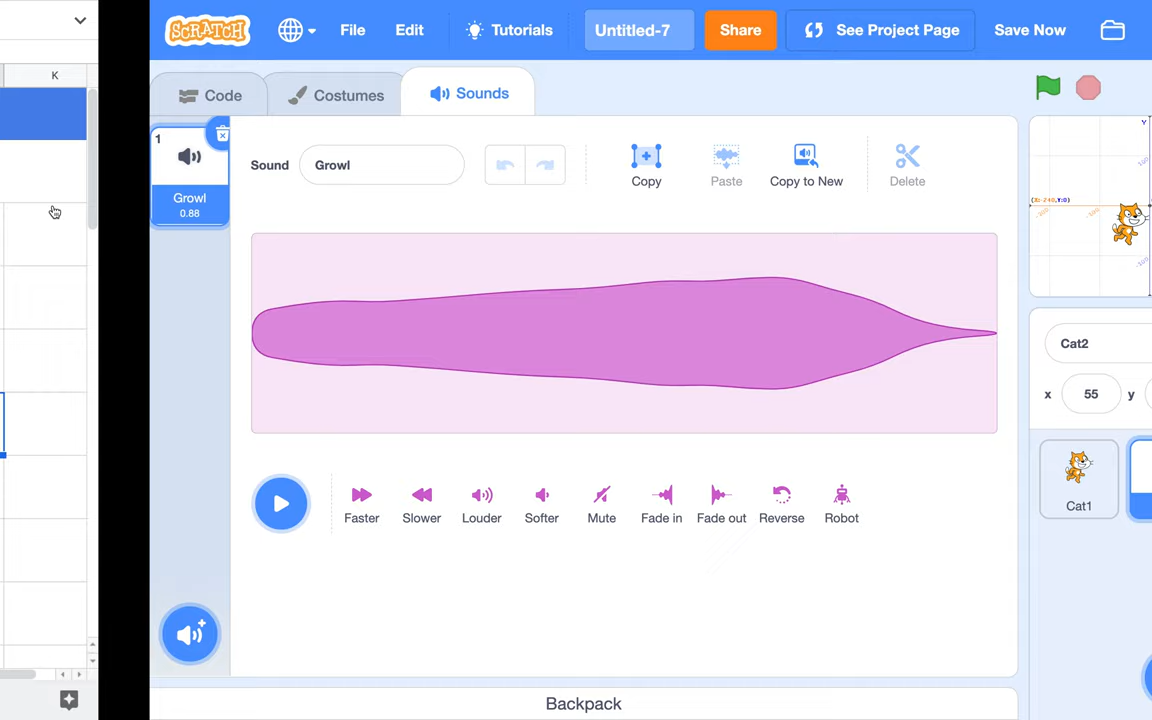 K
SCRATCH
File
Edit
Tutorials
Untitled-7
Share
See Project Page
Save Now
Code
Costumes
Sounds
1
Growl
0.88
Sound
Growl
Copy
Paste
Copy to New
Delete
Faster
Slower
Louder
Softer
Mute
Fade in
Fade out
Reverse
Robot
Backpack
Y
(X:-240,Y:0)
Cat2
x
55
y
Cat1